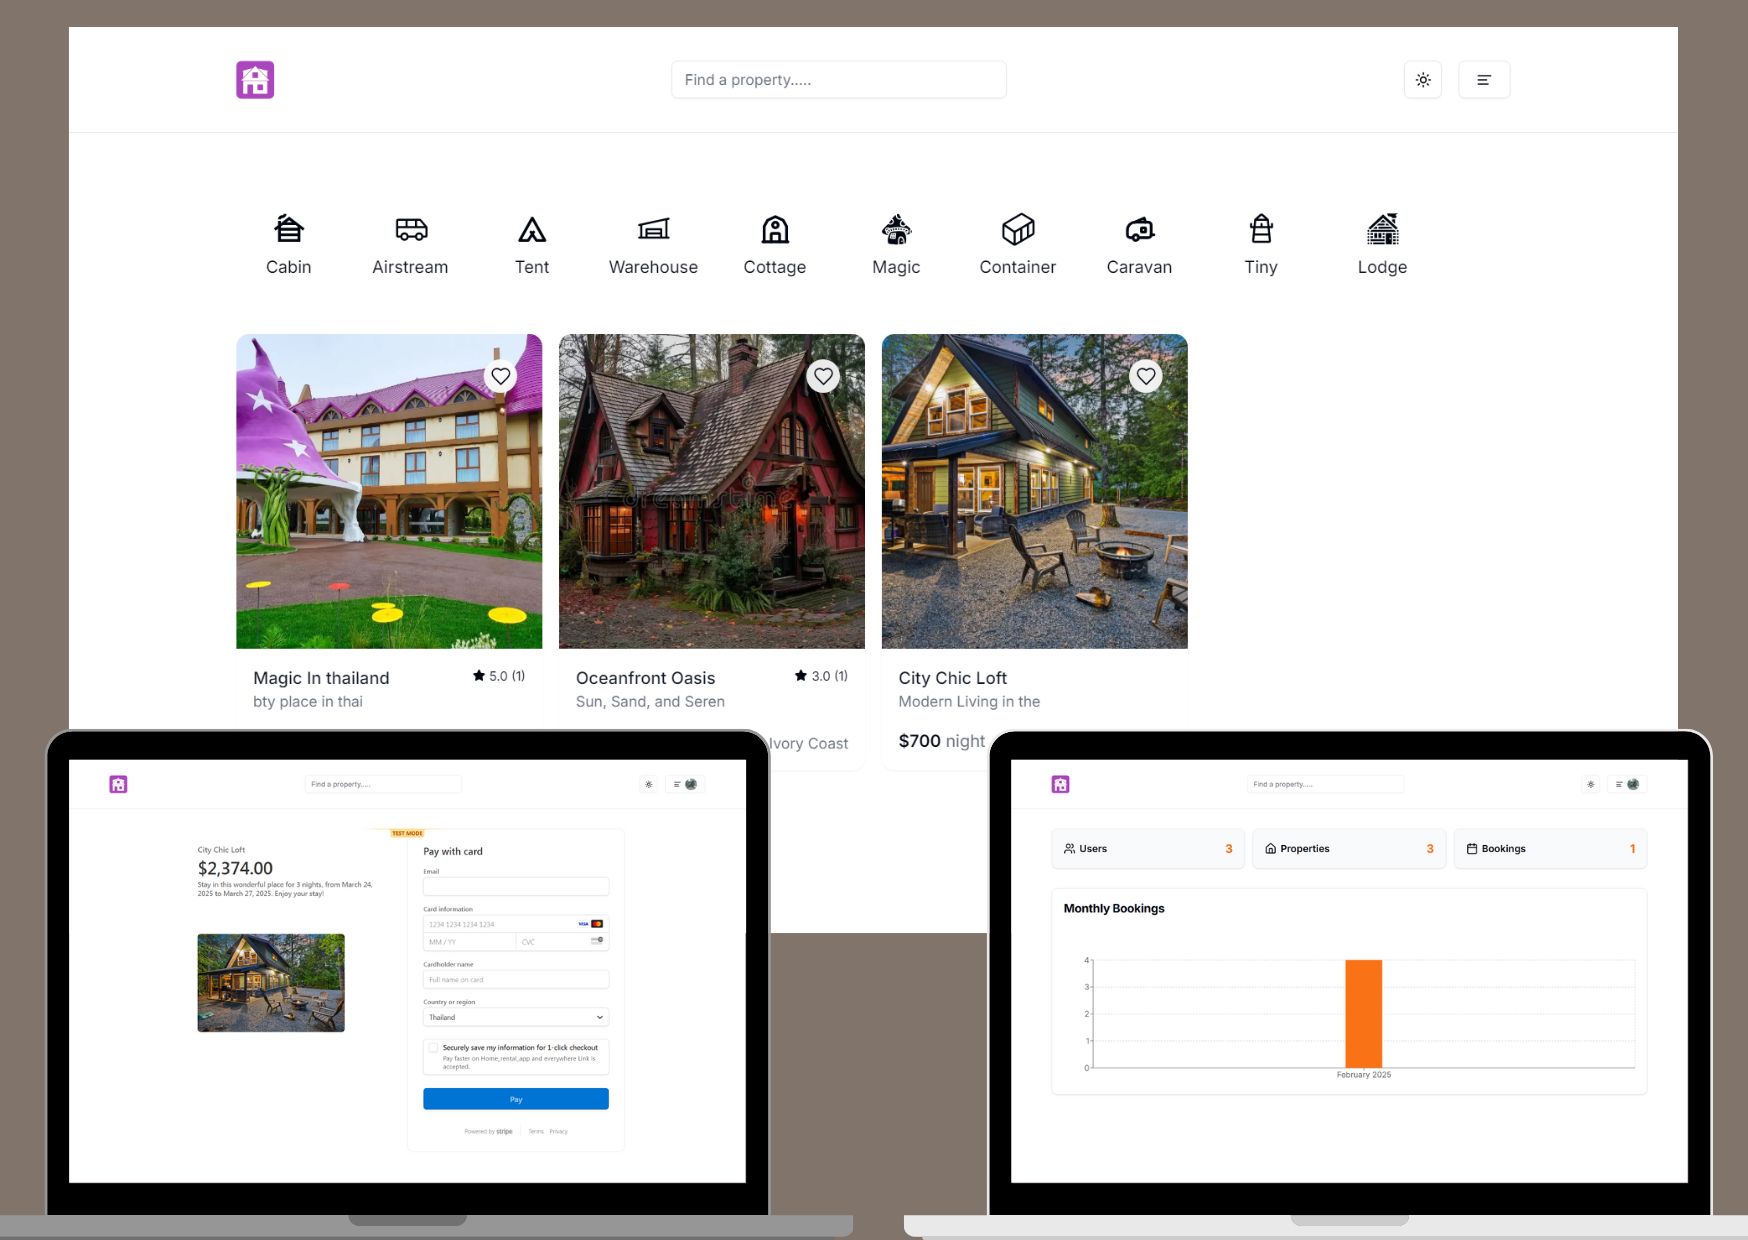 Find a property.....
Cabin
Airstream
Tent
Warehouse
Cottage
Magic
Container
Caravan
Tiny
Lodge
dreamstime
Magic In thailand
5.0 (1)
bty place in thai
Oceanfront Oasis
3.0 (1)
Sun, Sand, and Seren
Ivory Coast
City Chic Loft
Modern Living in the
$700 night
Find a property.....
City Chic Loft
$2,374.00
Stay in this wonderful place for 3 nights, from March 24,
2025 to March 27, 2025. Enjoy your stay!
TEST MODE
Pay with card
Email
Card information
1234 1234 1234 1234
VISA
MM / YY
CVC
Cardholder name
Full name on card
Country or region
Thailand
Securely save my information for 1-click checkout
Pay faster on Home_rental_app and everywhere Link is
accepted.
Pay
Powered by stripe
Terms Privacy
Find a property.....
Users 3
Properties 3
Bookings 1
Monthly Bookings
4
3
2
1
0
February 2025